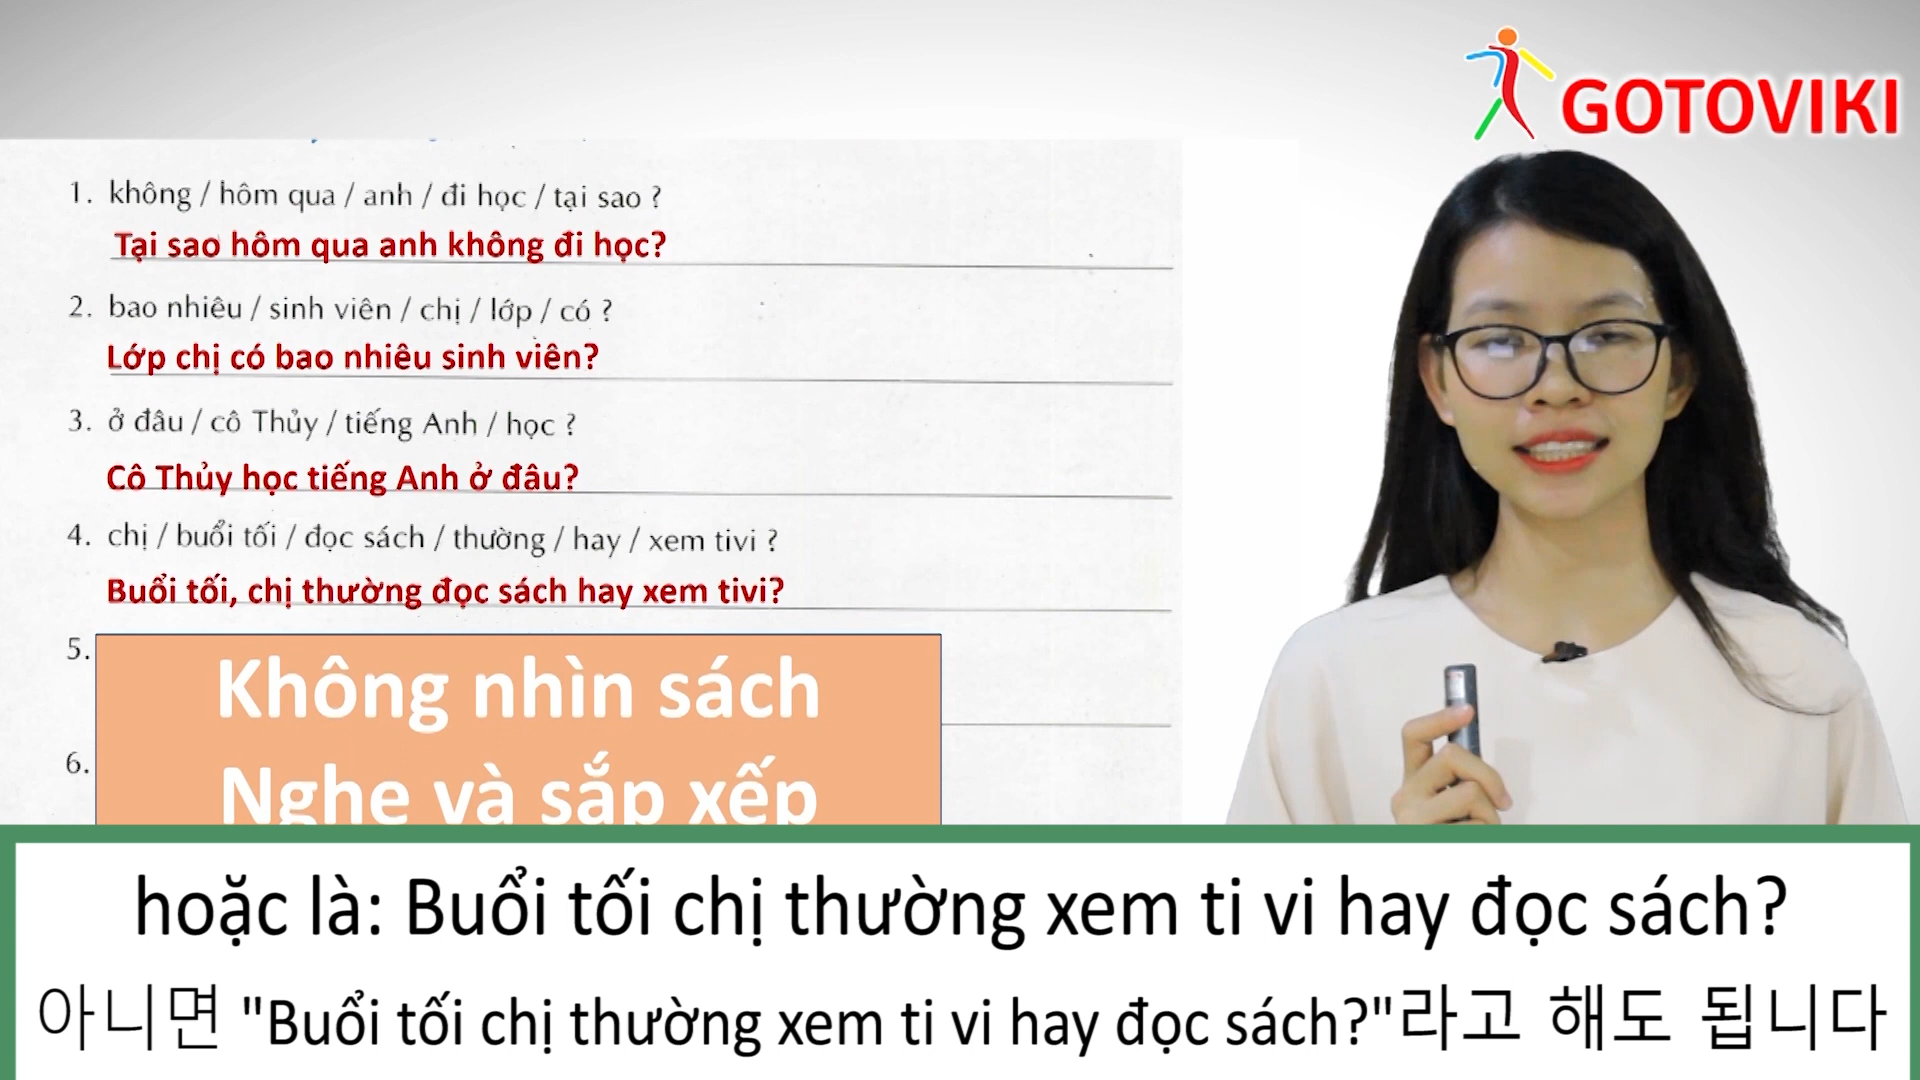 GOTOVIKI
1. không / hôm qua / anh / đi học / tại sao ?
Tại sao hôm qua anh không đi học?
2. bao nhiêu / sinh viên / chị / lớp / có ?
Lớp chị có bao nhiêu sinh viên?
3. ở đâu / cô Thủy / tiếng Anh / học ?
Cô Thủy học tiếng Anh ở đâu?
4. chị / buổi tối / đọc sách / thường / hay / xem tivi ?
Buổi tối, chị thường đọc sách hay xem tivi?
5.
Không nhìn sách
6.
Nghe và sắp xếp
hoặc là: Buổi tối chị thường xem ti vi hay đọc sách?
아니면 "Buổi tối chị thường xem ti vi hay đọc sách?"라고 해도 됩니다